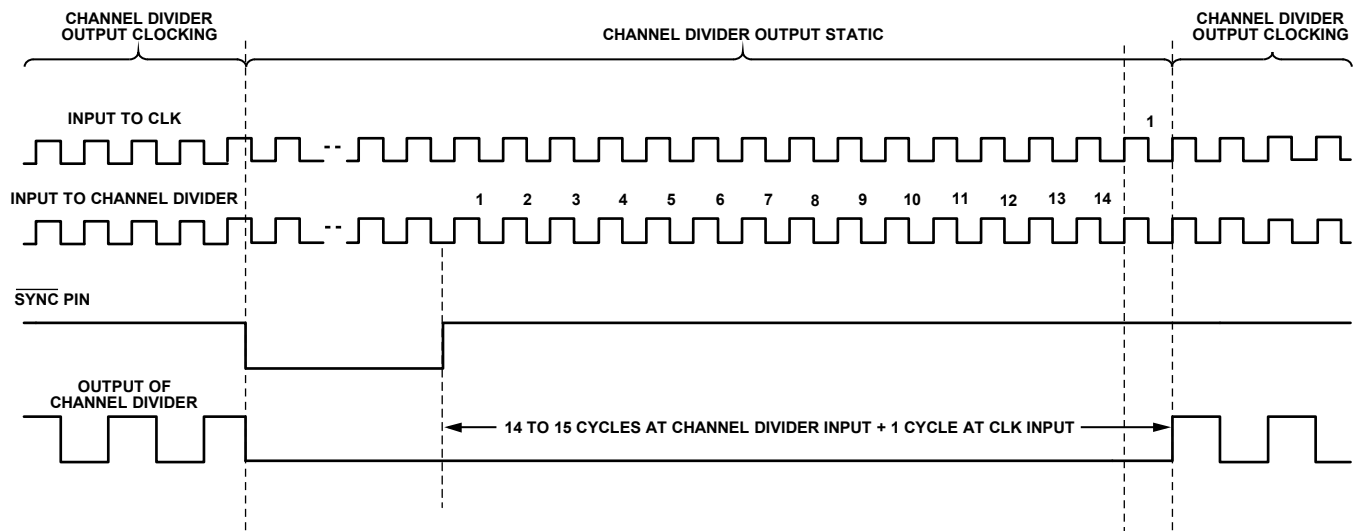 CHANNEL DIVIDER
OUTPUT CLOCKING
CHANNEL DIVIDER OUTPUT STATIC
CHANNEL DIVIDER
OUTPUT CLOCKING
INPUT TO CLK
1
INPUT TO CHANNEL DIVIDER
1 2 3 4 5 6 7 8 9 10 11 12 13 14
SYNC PIN
OUTPUT OF
CHANNEL DIVIDER
14 TO 15 CYCLES AT CHANNEL DIVIDER INPUT + 1 CYCLE AT CLK INPUT